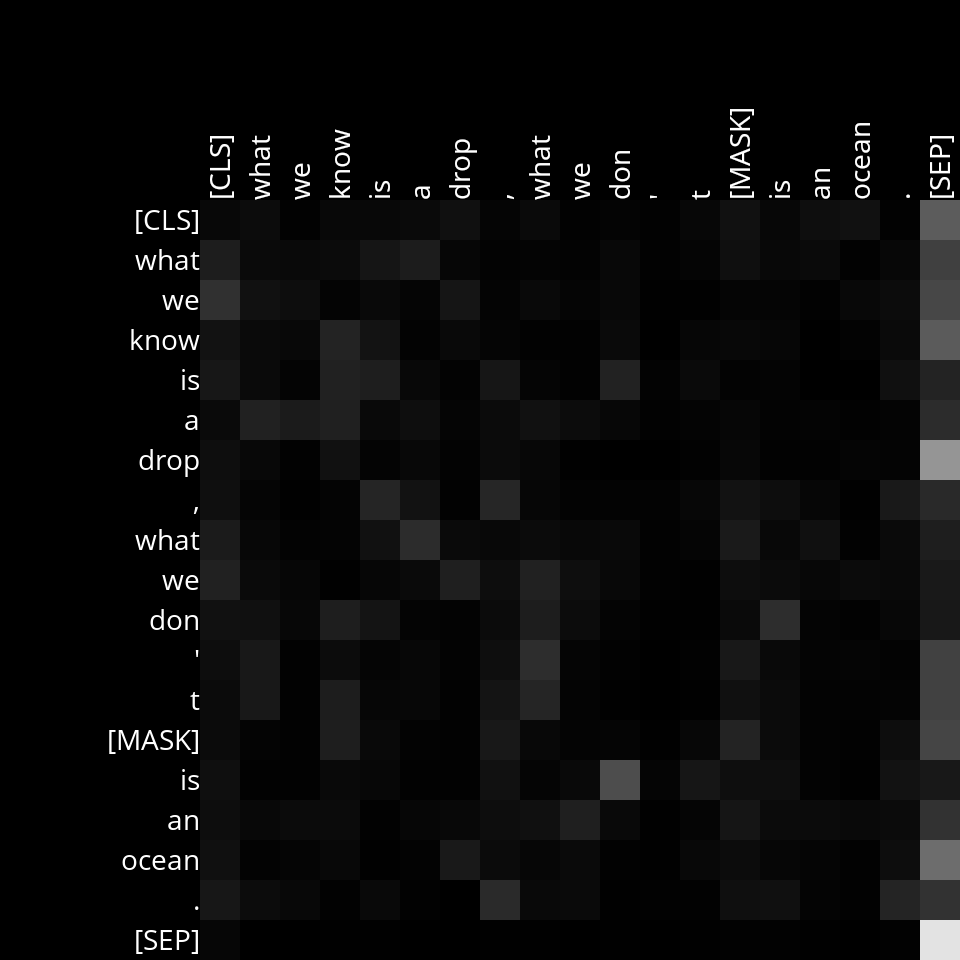 [CLS] what we know is a drop , what we don ' t [MASK] is an ocean . [SEP]
[CLS]
what
we
know
is
a
drop
,
what
we
don
'
t
[MASK]
is
an
ocean
.
[SEP]